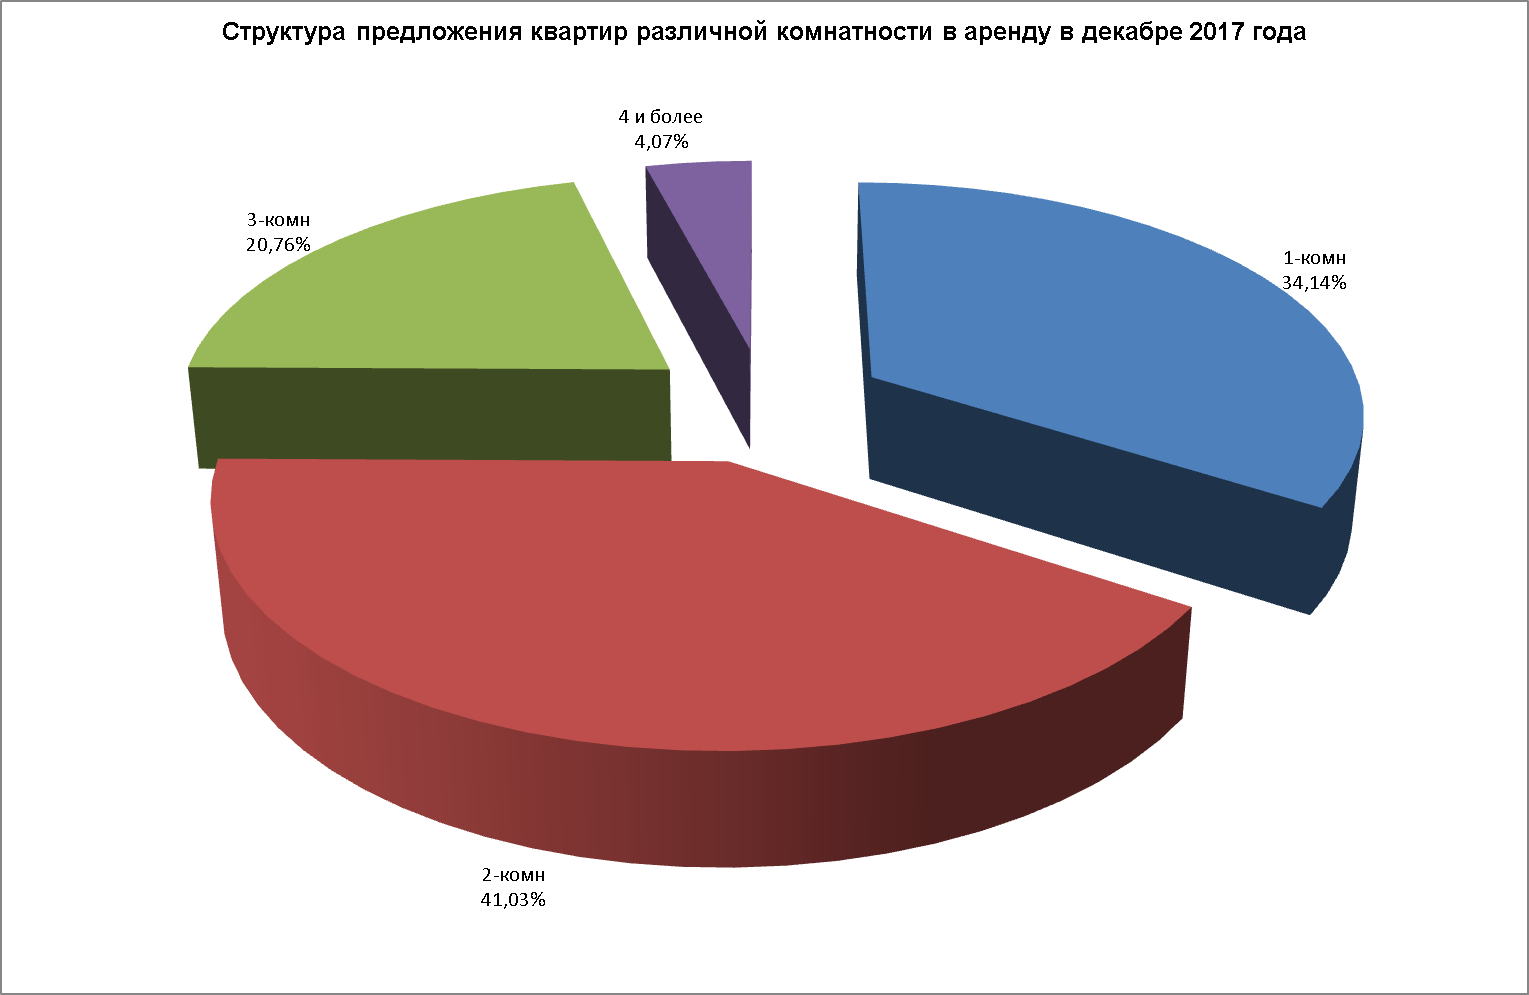 Структура предложения квартир различной комнатности в аренду в декабре 2017 года
4 и более
4,07%
3-комн
20,76%
1-комн
34,14%
2-комн
41,03%